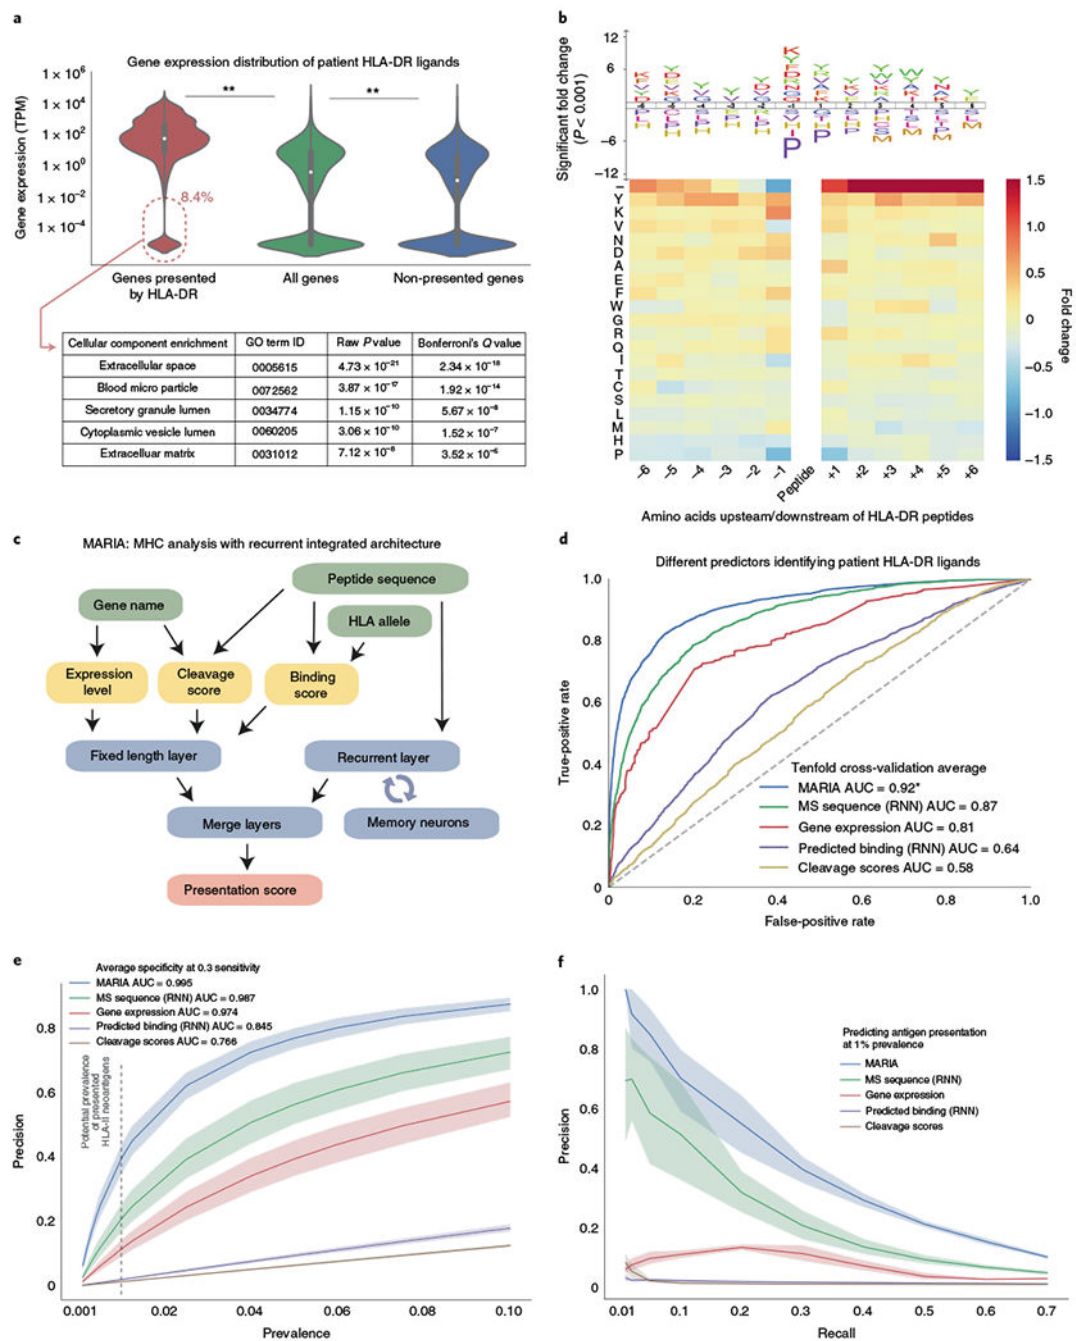 a
Gene expression distribution of patient HLA-DR ligands
Gene expression (TPM)
1 × 10⁶
1 × 10⁴
1 × 10²
1 × 10⁰
1 × 10⁻²
1 × 10⁻⁴
**
**
8.4%
Genes presented
by HLA-DR
All genes
Non-presented genes
Cellular component enrichment GO term ID Raw P value Bonferroni's Q value
Extracellular space 0005615 4.73 × 10⁻²¹ 2.34 × 10⁻¹⁸
Blood micro particle 0072562 3.87 × 10⁻¹⁷ 1.92 × 10⁻¹⁴
Secretory granule lumen 0034774 1.15 × 10⁻¹⁰ 5.67 × 10⁻⁸
Cytoplasmic vesicle lumen 0060205 3.06 × 10⁻¹⁰ 1.52 × 10⁻⁷
Extracelluar matrix 0031012 7.12 × 10⁻⁸ 3.52 × 10⁻⁵
b
Significant fold change
(P < 0.001)
12
6
−6
−12
–
Y
K
V
N
D
A
E
F
W
G
R
Q
I
T
C
S
L
M
H
P
−6 −5 −4 −3 −2 −1 Peptide +1 +2 +3 +4 +5 +6
Amino acids upsteam/downstream of HLA-DR peptides
1.5
1.0
0.5
0
−0.5
−1.0
−1.5
Fold change
c
MARIA: MHC analysis with recurrent integrated architecture
Peptide sequence
Gene name
HLA allele
Expression
level
Cleavage
score
Binding
score
Fixed length layer
Recurrent layer
Merge layers
Memory neurons
Presentation score
d
Different predictors identifying patient HLA-DR ligands
True-positive rate
1.0
0.8
0.6
0.4
0.2
0
Tenfold cross-validation average
MARIA AUC = 0.92*
MS sequence (RNN) AUC = 0.87
Gene expression AUC = 0.81
Predicted binding (RNN) AUC = 0.64
Cleavage scores AUC = 0.58
0 0.2 0.4 0.6 0.8 1.0
False-positive rate
e
Average specificity at 0.3 sensitivity
MARIA AUC = 0.995
MS sequence (RNN) AUC = 0.987
Gene expression AUC = 0.974
Predicted binding (RNN) AUC = 0.845
Cleavage scores AUC = 0.766
Potential prevalence
of presented
HLA-II neoantigens
Precision
0.8
0.6
0.4
0.2
0
0.001 0.02 0.04 0.06 0.08 0.10
Prevalence
f
Predicting antigen presentation
at 1% prevalence
MARIA
MS sequence (RNN)
Gene expression
Predicted binding (RNN)
Cleavage scores
Precision
1.0
0.8
0.6
0.4
0.2
0
0.01 0.1 0.2 0.3 0.4 0.5 0.6 0.7
Recall